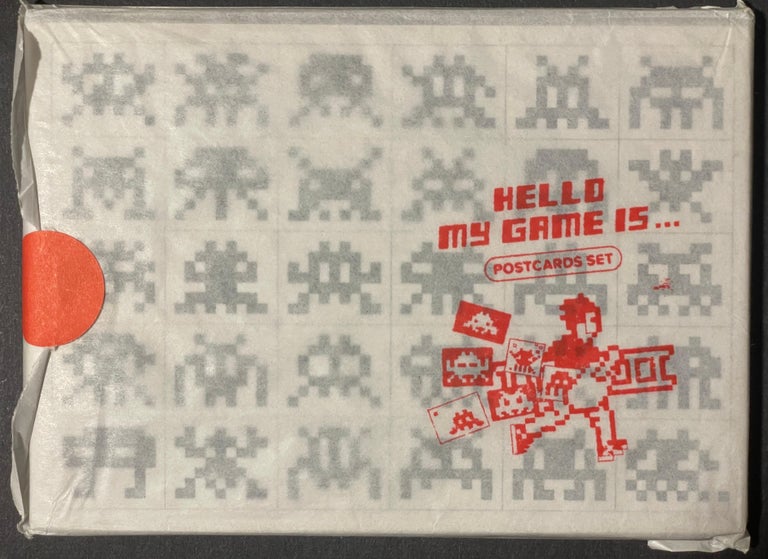 HELLO
MY GAME IS...
POSTCARDS SET